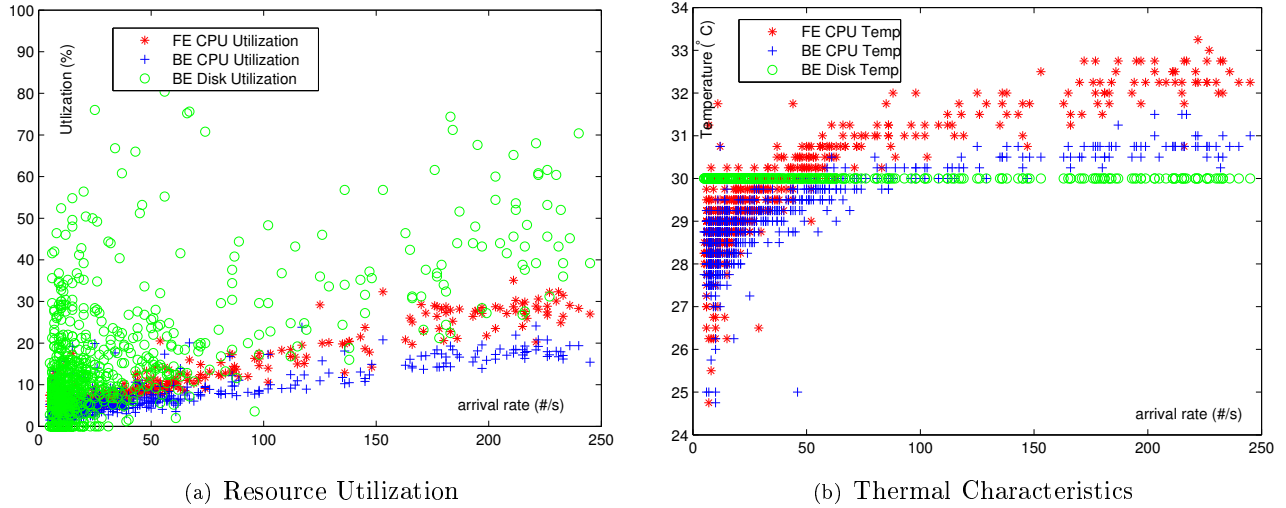 100
90
80
70
60
50
40
30
20
10
0
0
50
100
150
200
250
Utlization (%)
arrival rate (#/s)
FE CPU Utilization
BE CPU Utilization
BE Disk Utilization
(a) Resource Utilization
34
33
32
31
30
29
28
27
26
25
24
0
50
100
150
200
250
Temperature (°C)
arrival rate (#/s)
FE CPU Temp
BE CPU Temp
BE Disk Temp
(b) Thermal Characteristics